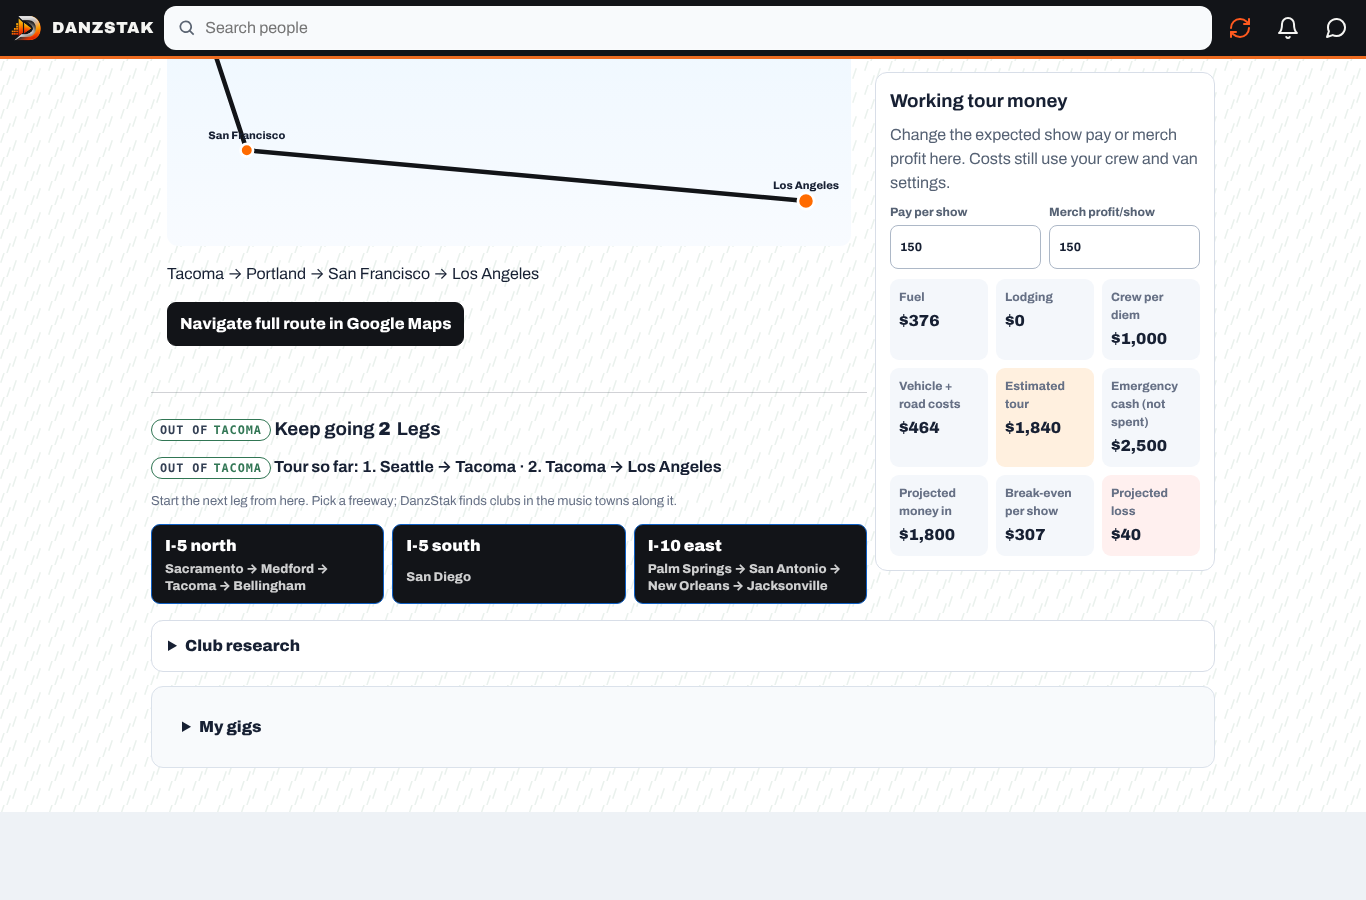 DANZSTAK
Search people
San Francisco
Los Angeles
Tacoma → Portland → San Francisco → Los Angeles
Navigate full route in Google Maps
OUT OF TACOMA Keep going 2 Legs
OUT OF TACOMA Tour so far: 1. Seattle → Tacoma · 2. Tacoma → Los Angeles
Start the next leg from here. Pick a freeway; DanzStak finds clubs in the music towns along it.
I-5 north
Sacramento → Medford →
Tacoma → Bellingham
I-5 south
San Diego
I-10 east
Palm Springs → San Antonio →
New Orleans → Jacksonville
Working tour money
Change the expected show pay or merch
profit here. Costs still use your crew and van
settings.
Pay per show
150
Merch profit/show
150
Fuel
$376
Lodging
$0
Crew per
diem
$1,000
Vehicle +
road costs
$464
Estimated
tour
$1,840
Emergency
cash (not
spent)
$2,500
Projected
money in
$1,800
Break-even
per show
$307
Projected
loss
$40
Club research
My gigs